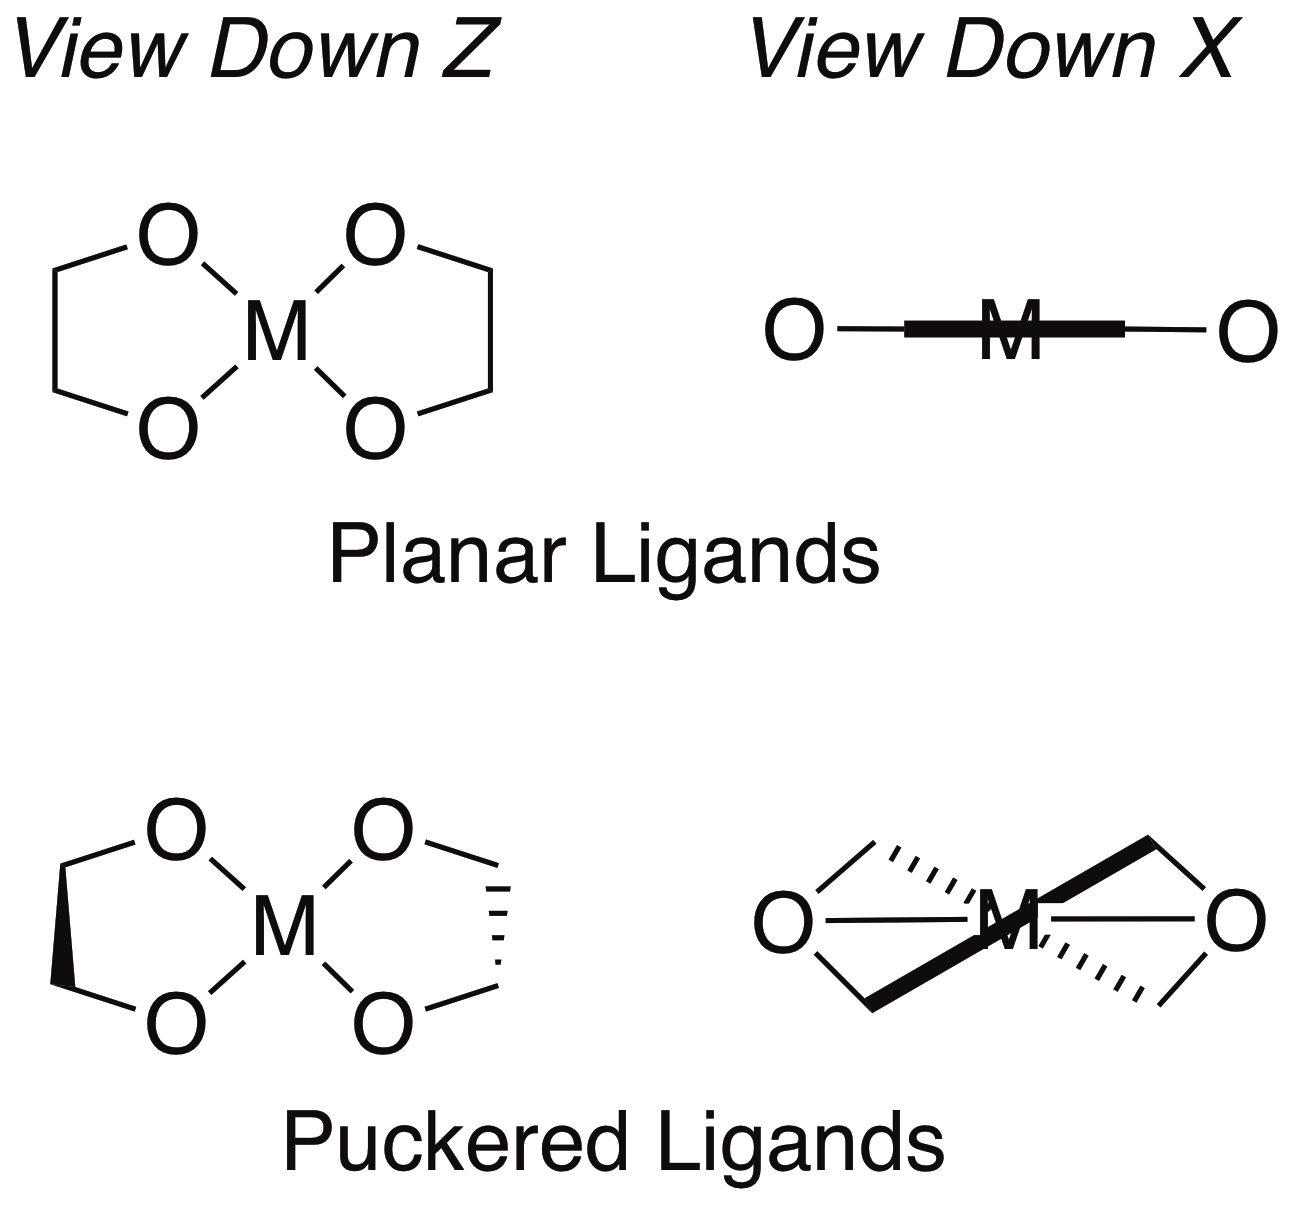 View Down Z
View Down X
O O
M
O O
O M O
Planar Ligands
O O
M
O O
O M O
Puckered Ligands